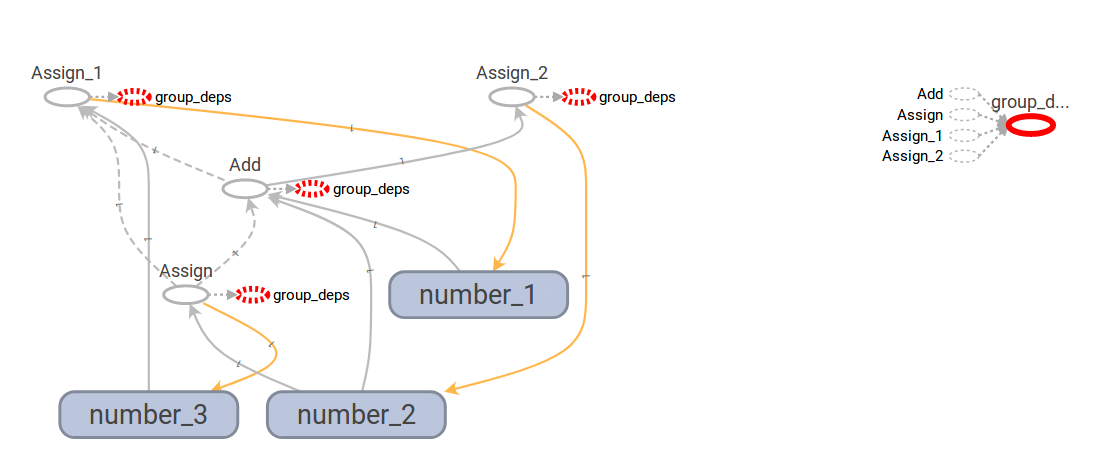 Assign_1
group_deps
Assign_2
group_deps
Add
group_deps
Assign
group_deps
number_1
number_3
number_2
Add
Assign
Assign_1
Assign_2
group_d...